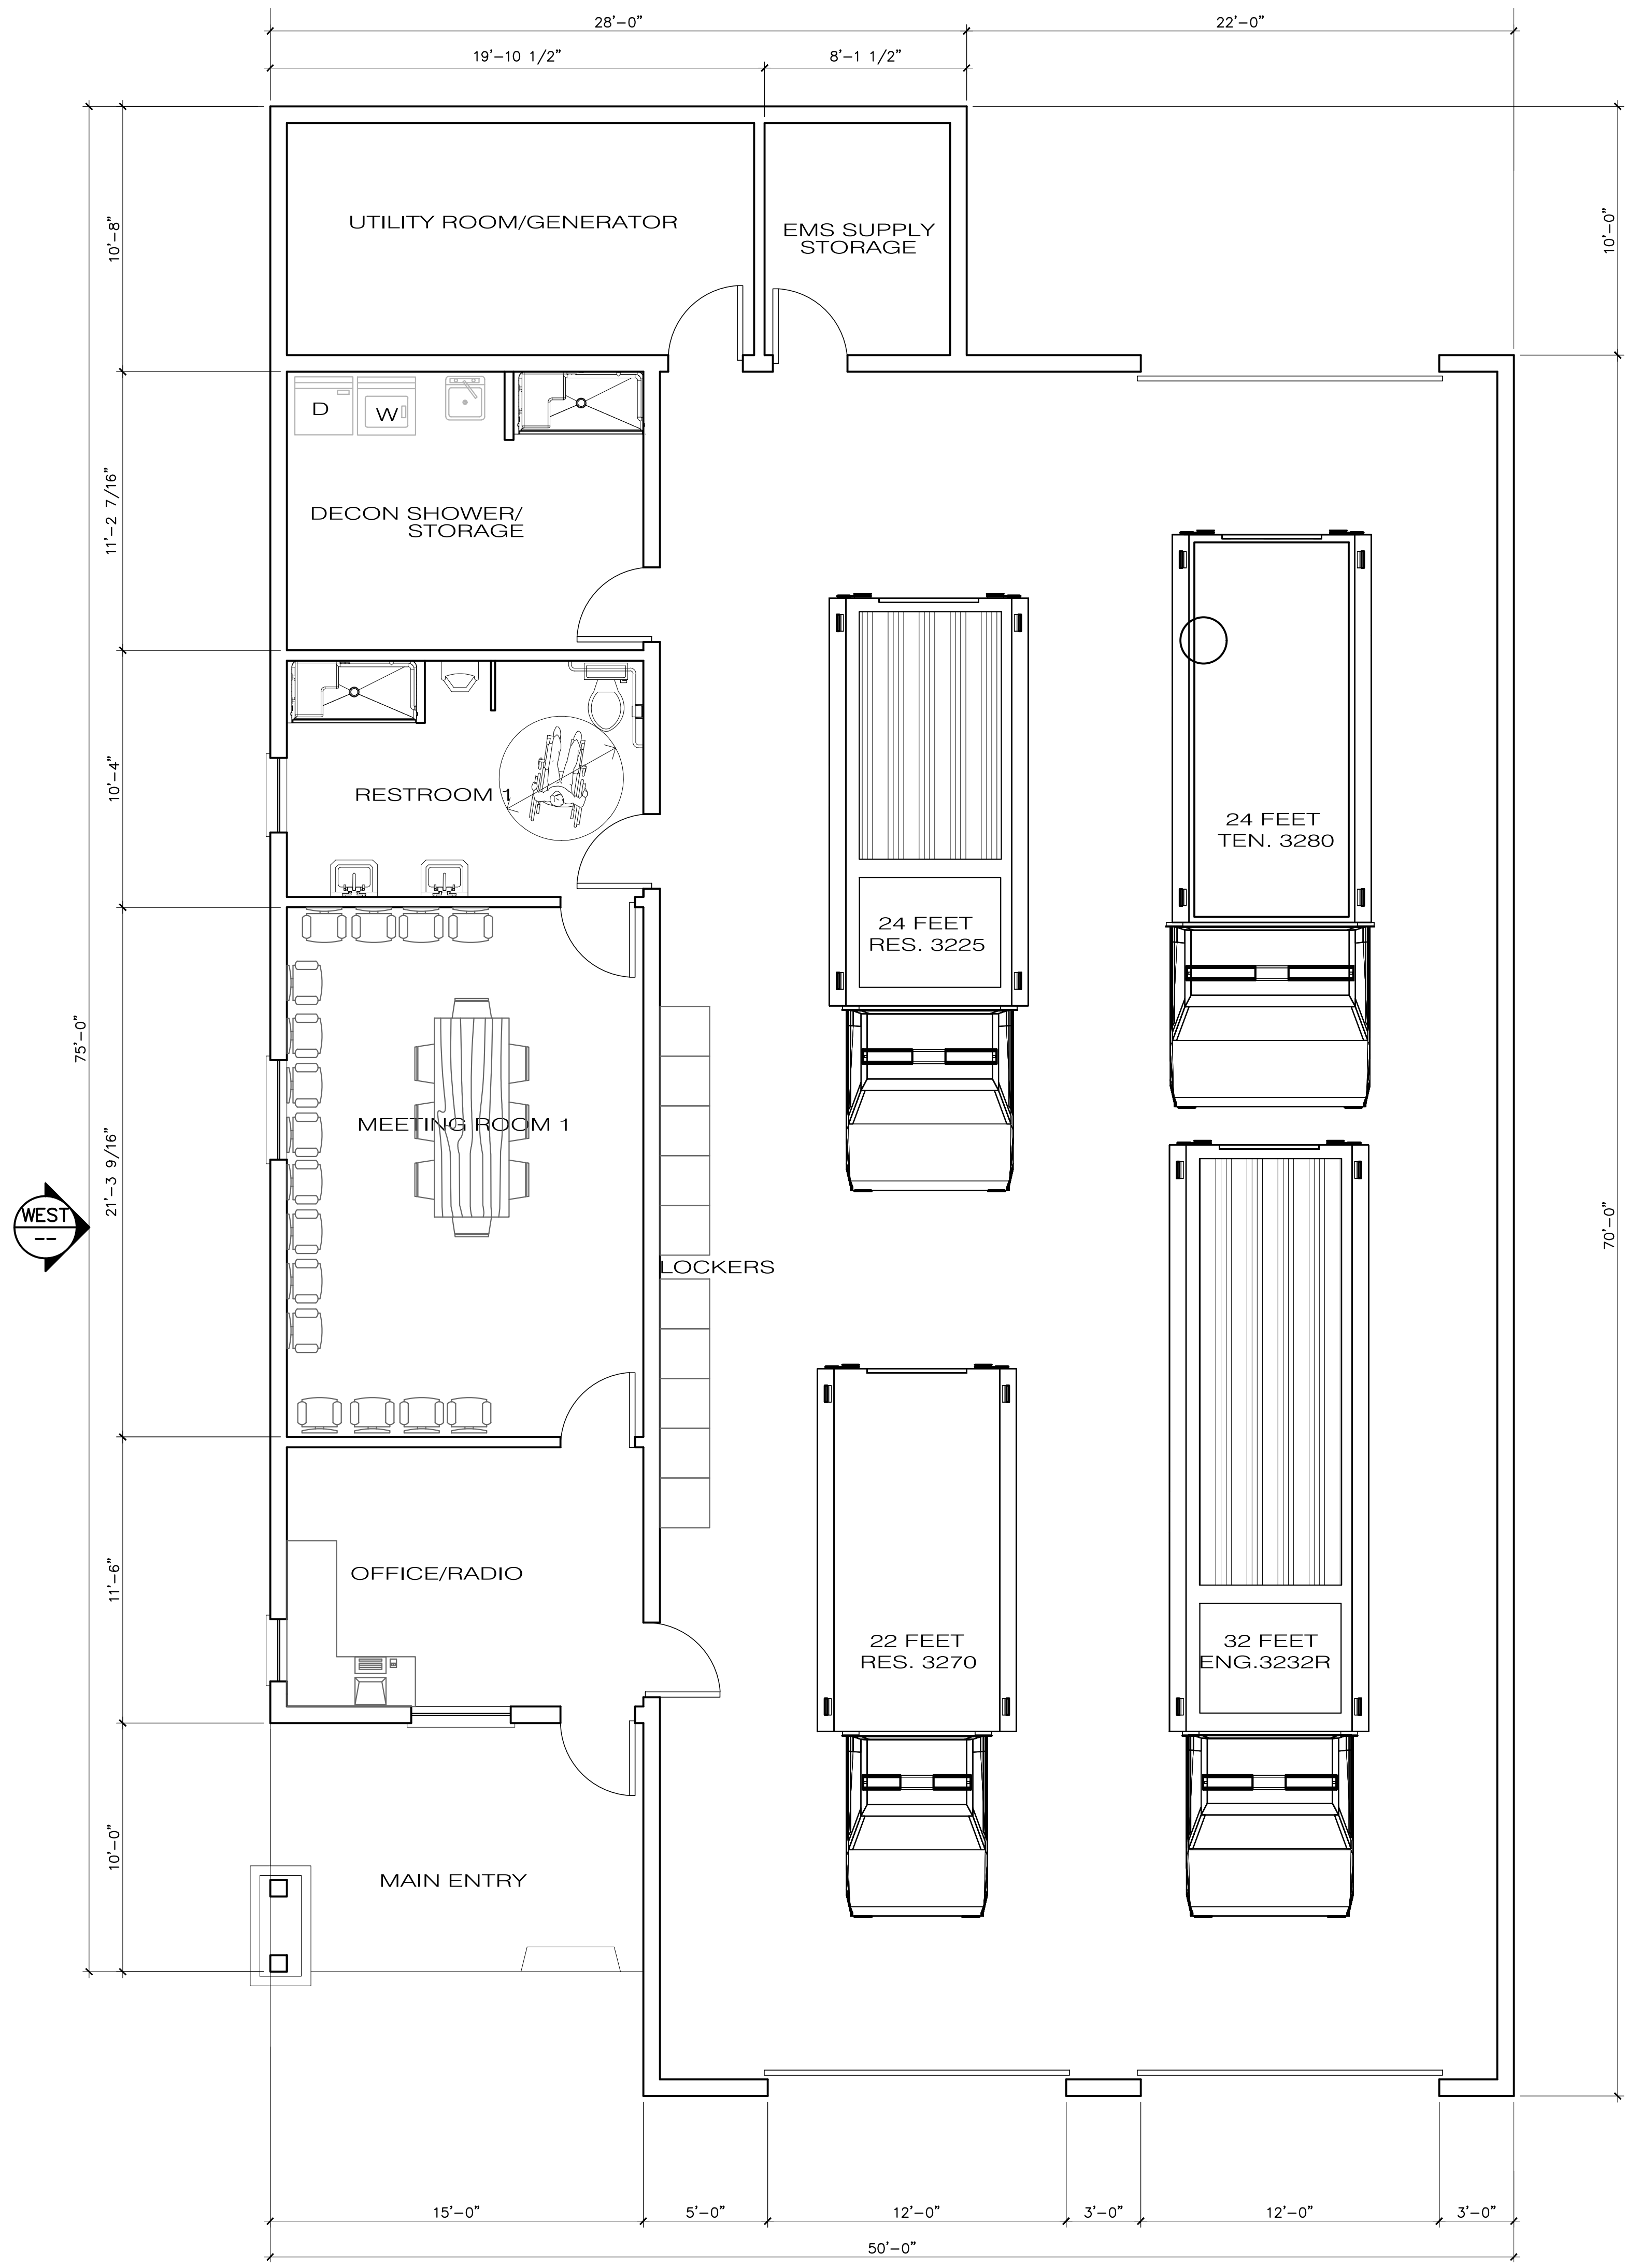 28'-0"
22'-0"
19'-10 1/2"
8'-1 1/2"
10'-8"
10'-0"
UTILITY ROOM/GENERATOR
EMS SUPPLY
STORAGE
D
W
11'-2 7/16"
DECON SHOWER/
STORAGE
10'-4"
RESTROOM 1
24 FEET
TEN. 3280
24 FEET
RES. 3225
75'-0"
21'-3 9/16"
MEETING ROOM 1
WEST
--
70'-0"
LOCKERS
11'-6"
OFFICE/RADIO
22 FEET
RES. 3270
32 FEET
ENG.3232R
10'-0"
MAIN ENTRY
15'-0"
5'-0"
12'-0"
3'-0"
12'-0"
3'-0"
50'-0"